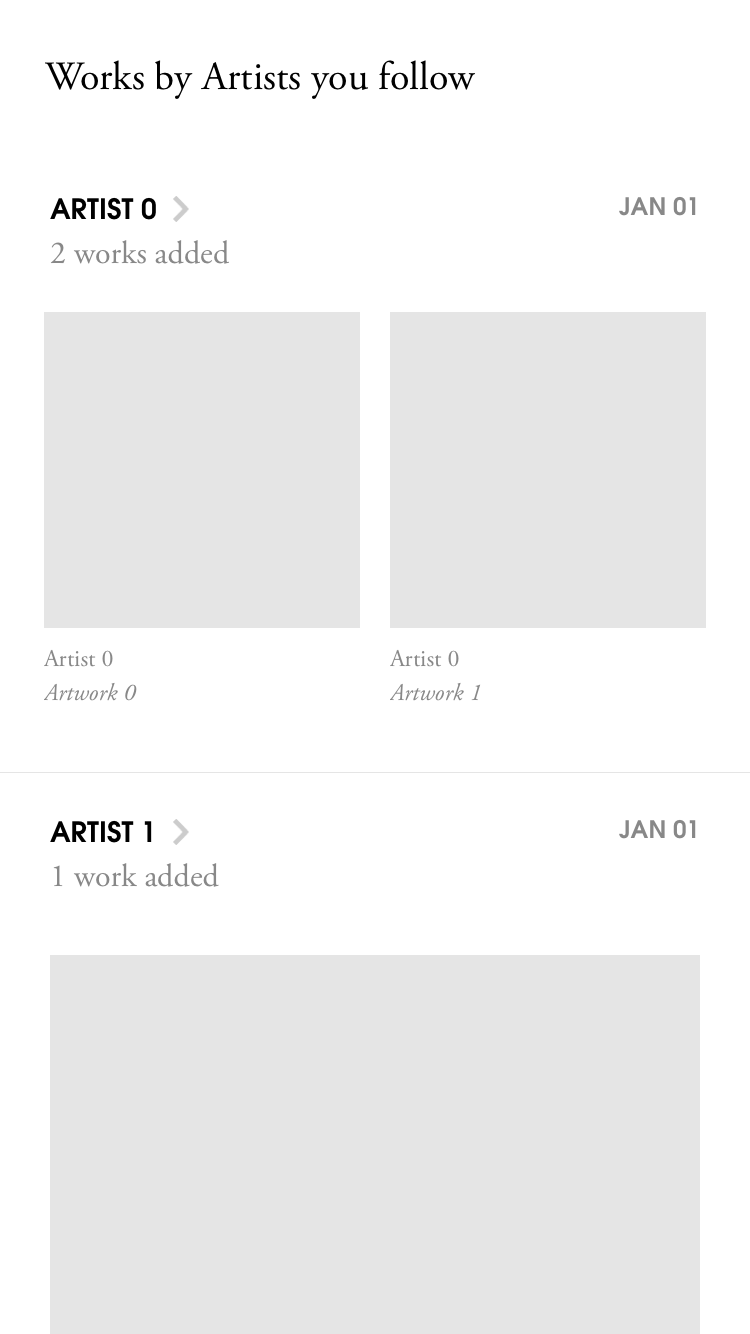 Works by Artists you follow
ARTIST 0
JAN 01
2 works added
Artist 0
Artwork 0
Artist 0
Artwork 1
ARTIST 1
JAN 01
1 work added